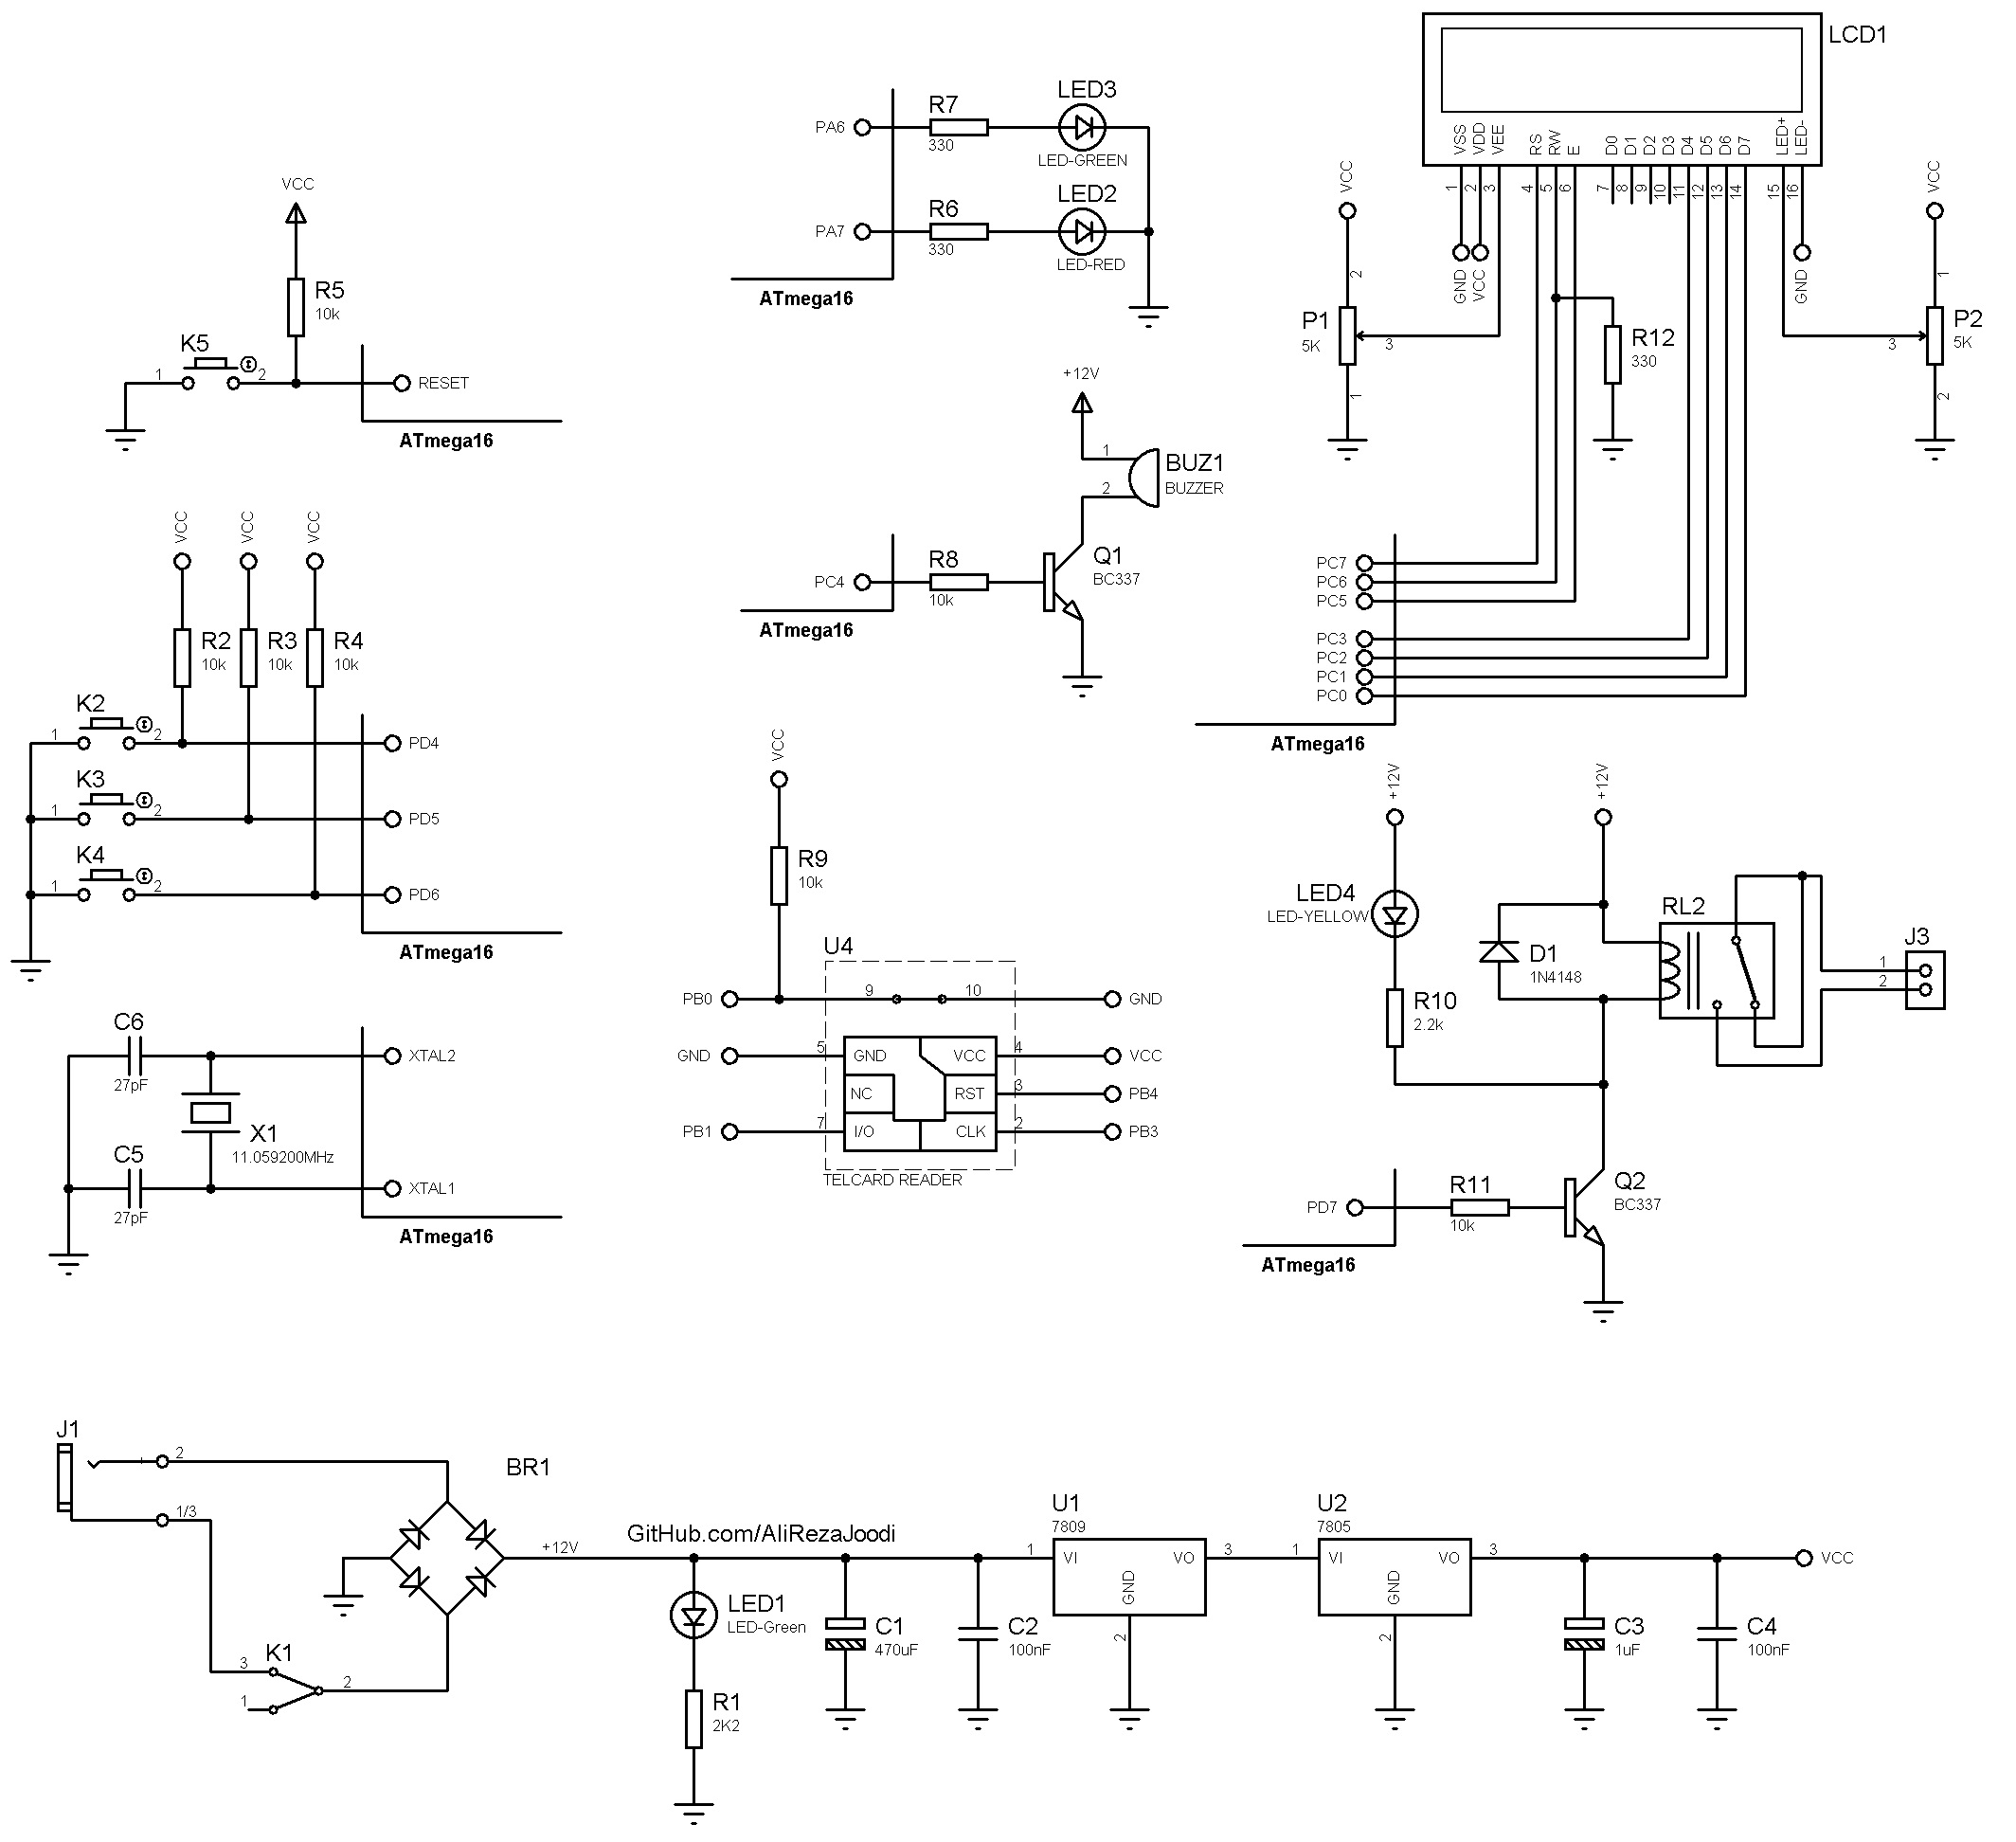 VCC
R5
10k
K5
1
2
RESET
ATmega16
VCC
VCC
VCC
R2
10k
R3
10k
R4
10k
K2
1
2
PD4
K3
1
2
PD5
K4
1
2
PD6
ATmega16
C6
27pF
XTAL2
X1
11.059200MHz
C5
27pF
XTAL1
ATmega16
PA6
R7
330
LED3
LED-GREEN
PA7
R6
330
LED2
LED-RED
ATmega16
+12V
1
2
BUZ1
BUZZER
PC4
R8
10k
Q1
BC337
ATmega16
VCC
R9
10k
U4
PB0
9
10
GND
GND
5
GND
VCC
4
VCC
NC
RST
3
PB4
PB1
7
I/O
CLK
2
PB3
TELCARD READER
LCD1
VSS
VDD
VEE
RS
RW
E
D0
D1
D2
D3
D4
D5
D6
D7
LED+
LED-
1
2
3
4
5
6
7
8
9
10
11
12
13
14
15
16
GND
VCC
GND
VCC
2
P1
5K
3
1
R12
330
VCC
1
P2
5K
3
2
PC7
PC6
PC5
PC3
PC2
PC1
PC0
ATmega16
+12V
+12V
LED4
LED-YELLOW
R10
2.2k
D1
1N4148
RL2
J3
1
2
PD7
R11
10k
Q2
BC337
ATmega16
J1
2
1/3
BR1
K1
3
1
2
+12V
GitHub.com/AliRezaJoodi
LED1
LED-Green
R1
2K2
C1
470uF
C2
100nF
U1
7809
1
VI
VO
3
GND
2
U2
7805
1
VI
VO
3
GND
2
C3
1uF
C4
100nF
VCC